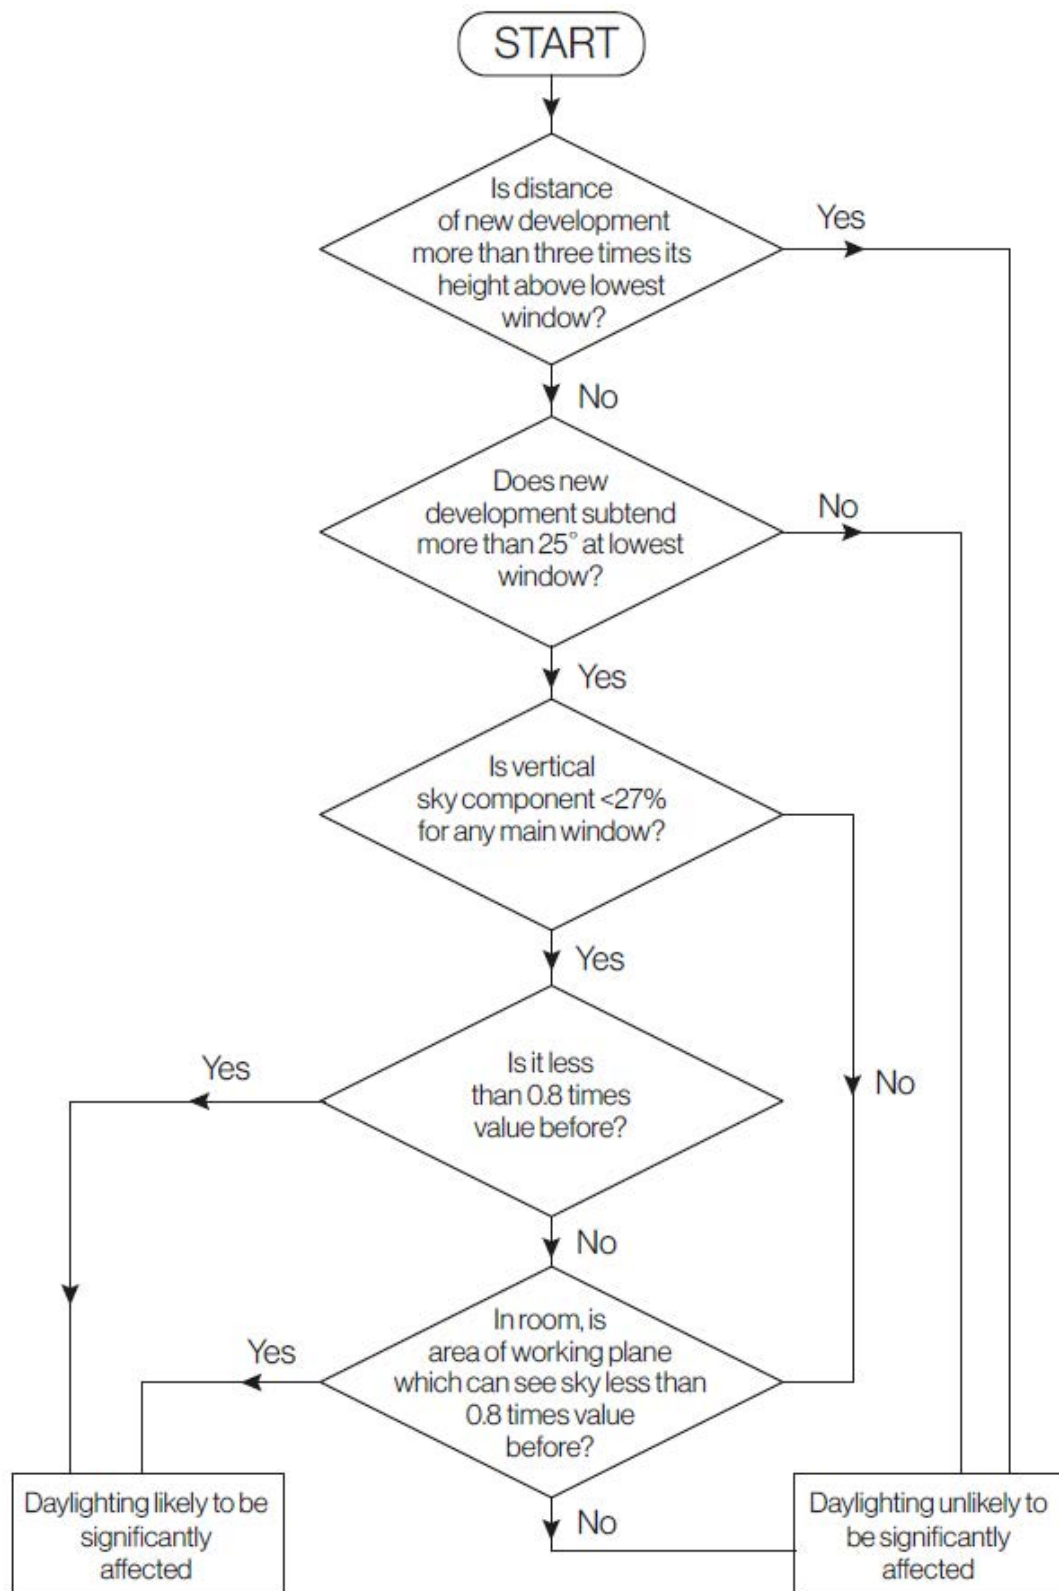 START
Is distance
of new development
more than three times its
height above lowest
window?
Yes
No
Does new
development subtend
more than 25° at lowest
window?
No
Yes
Is vertical
sky component <27%
for any main window?
Yes
No
Is it less
than 0.8 times
value before?
Yes
No
In room, is
area of working plane
which can see sky less than
0.8 times value
before?
Yes
No
Daylighting likely to be
significantly
affected
Daylighting unlikely to
be significantly
affected